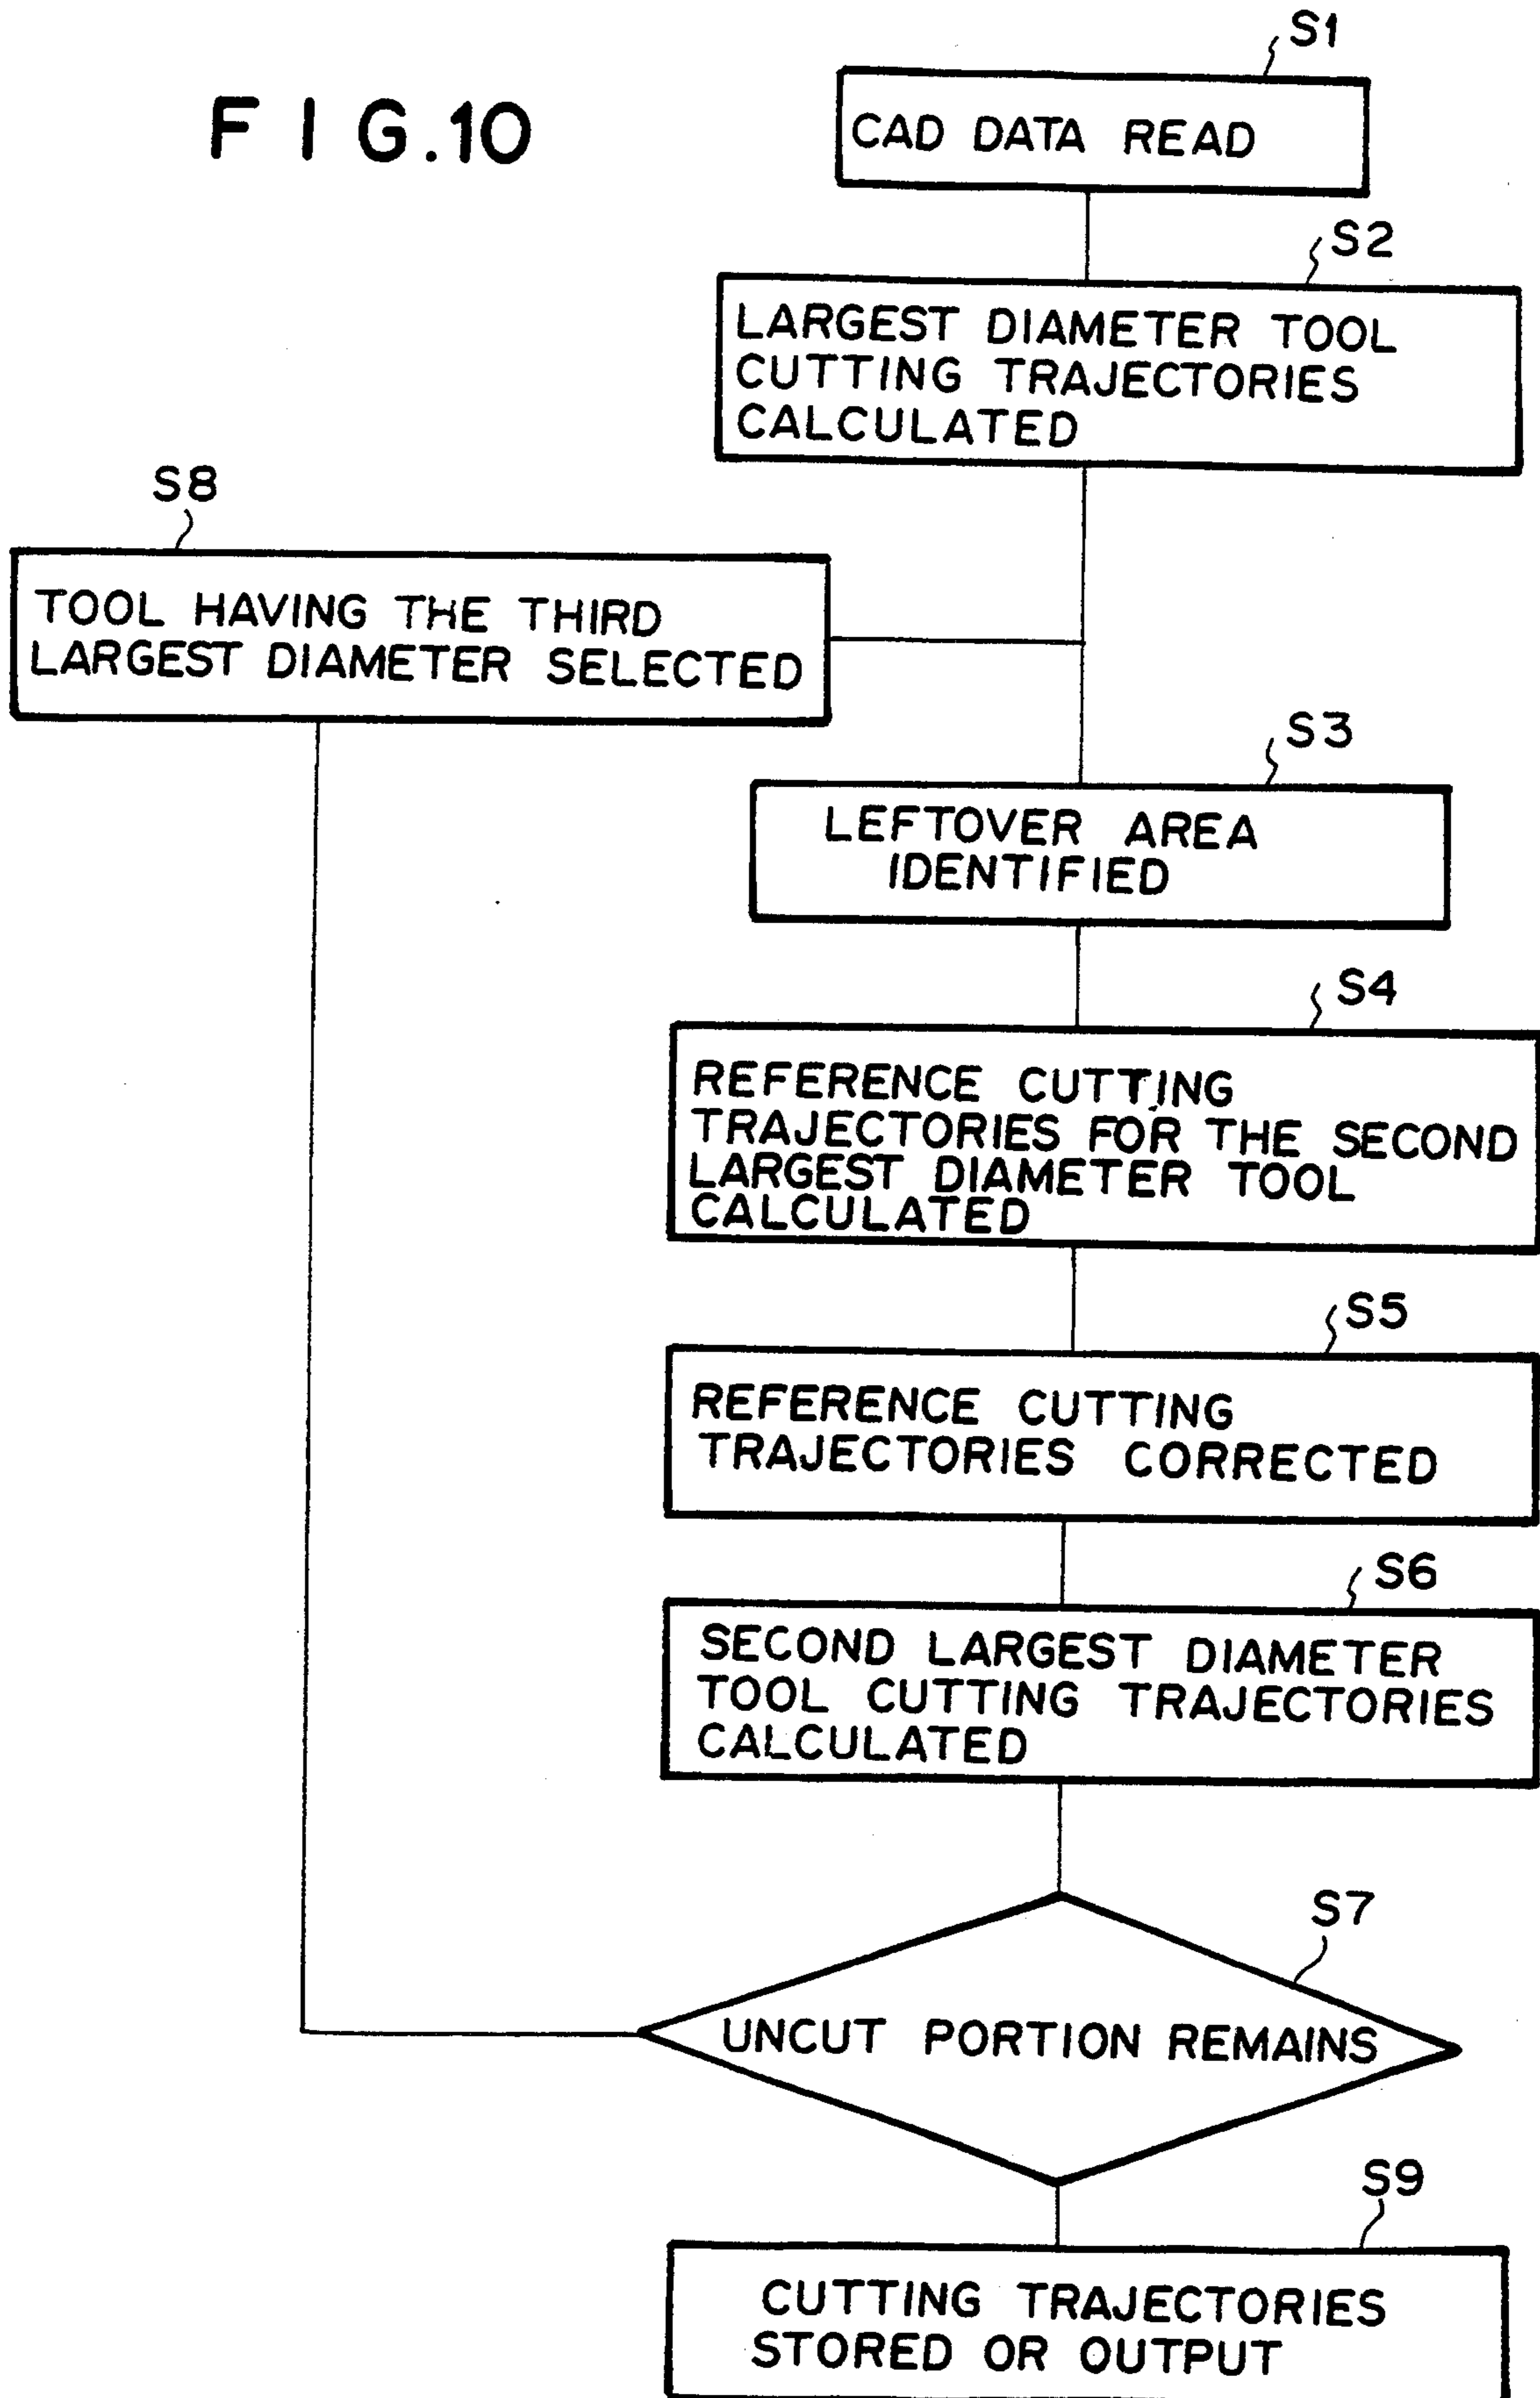 FIG.10
S1
CAD DATA READ
S2
LARGEST DIAMETER TOOL
CUTTING TRAJECTORIES
CALCULATED
S8
TOOL HAVING THE THIRD
LARGEST DIAMETER SELECTED
S3
LEFTOVER AREA
IDENTIFIED
S4
REFERENCE CUTTING
TRAJECTORIES FOR THE SECOND
LARGEST DIAMETER TOOL
CALCULATED
S5
REFERENCE CUTTING
TRAJECTORIES CORRECTED
S6
SECOND LARGEST DIAMETER
TOOL CUTTING TRAJECTORIES
CALCULATED
S7
UNCUT PORTION REMAINS
S9
CUTTING TRAJECTORIES
STORED OR OUTPUT